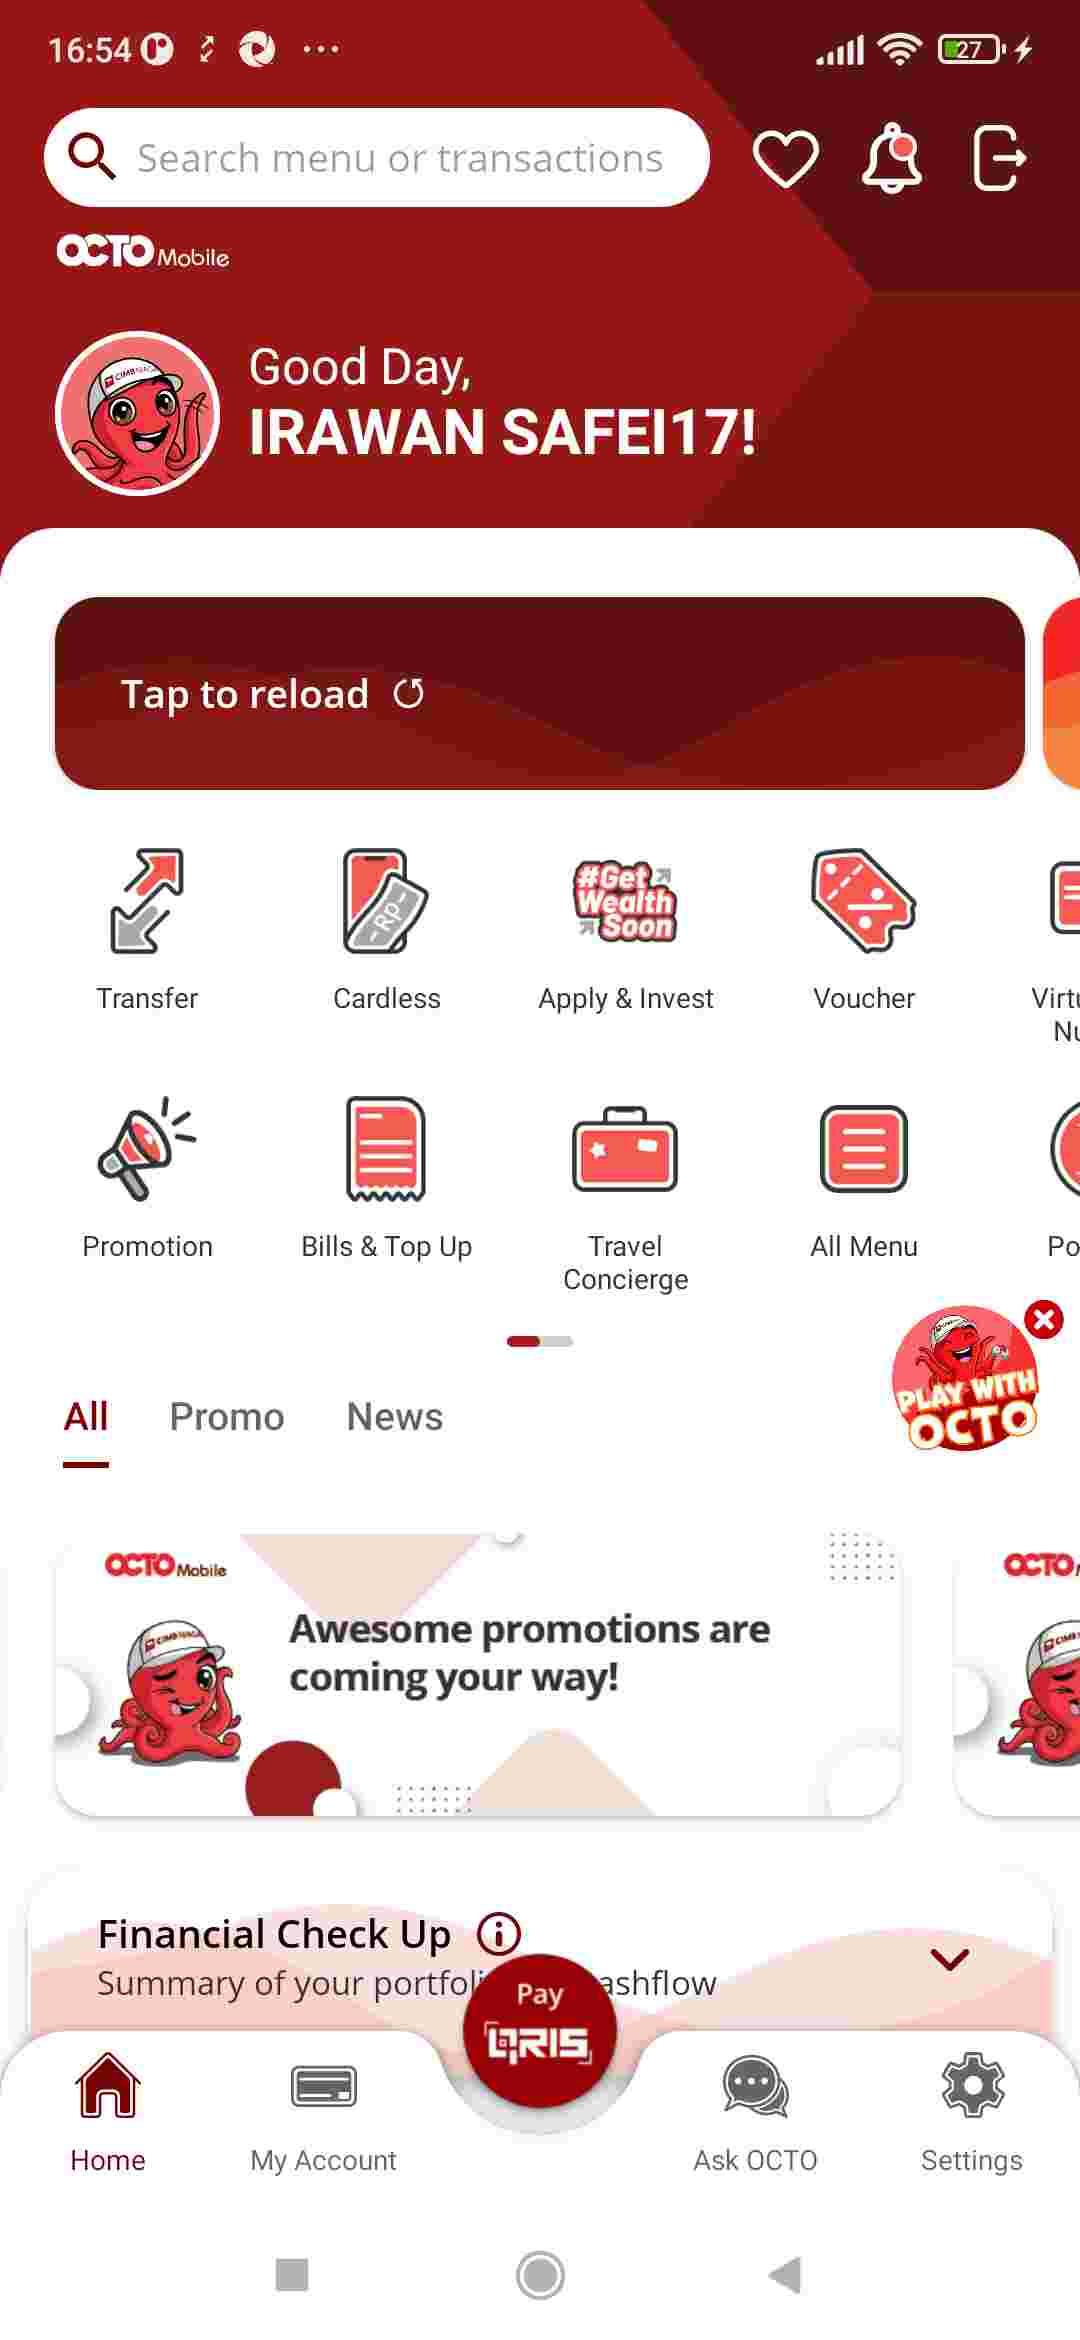 16:54
27
Search menu or transactions
OCTO Mobile
Good Day,
IRAWAN SAFEI17!
Tap to reload
-Rp-
#Get
Wealth
Soon
Transfer
Cardless
Apply & Invest
Voucher
Virtu
Nu
Promotion
Bills & Top Up
Travel
Concierge
All Menu
Po
PLAY WITH
OCTO
All
Promo
News
OCTO Mobile
OCTO
Awesome promotions are
coming your way!
Financial Check Up
Summary of your portfoli
ashflow
Pay
QRIS
Home
My Account
Ask OCTO
Settings